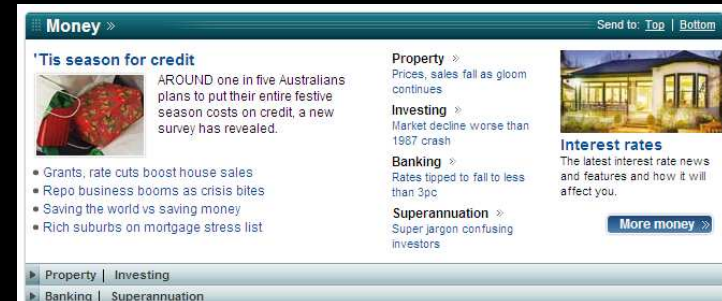 Money »
Send to: Top | Bottom
'Tis season for credit
AROUND one in five Australians
plans to put their entire festive
season costs on credit, a new
survey has revealed.
• Grants, rate cuts boost house sales
• Repo business booms as crisis bites
• Saving the world vs saving money
• Rich suburbs on mortgage stress list
Property »
Prices, sales fall as gloom
continues
Investing »
Market decline worse than
1987 crash
Banking »
Rates tipped to fall to less
than 3pc
Superannuation »
Super jargon confusing
investors
Interest rates
The latest interest rate news
and features and how it will
affect you.
More money »
Property | Investing
Banking | Superannuation